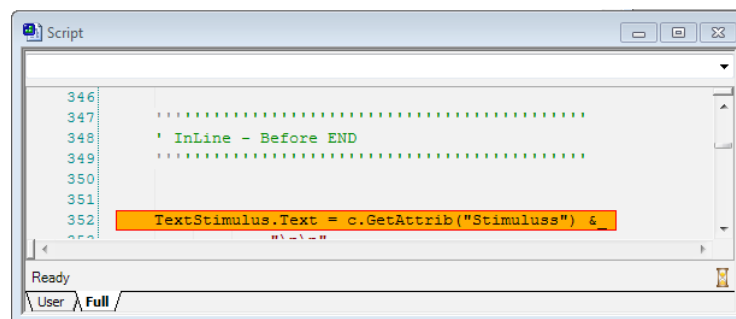 Script
346
347 ''''''''''''''''''''''''''''''''''''''''''''
348 ' InLine - Before END
349 ''''''''''''''''''''''''''''''''''''''''''''
350
351
352 TextStimulus.Text = c.GetAttrib("Stimuluss") &_
Ready
User Full